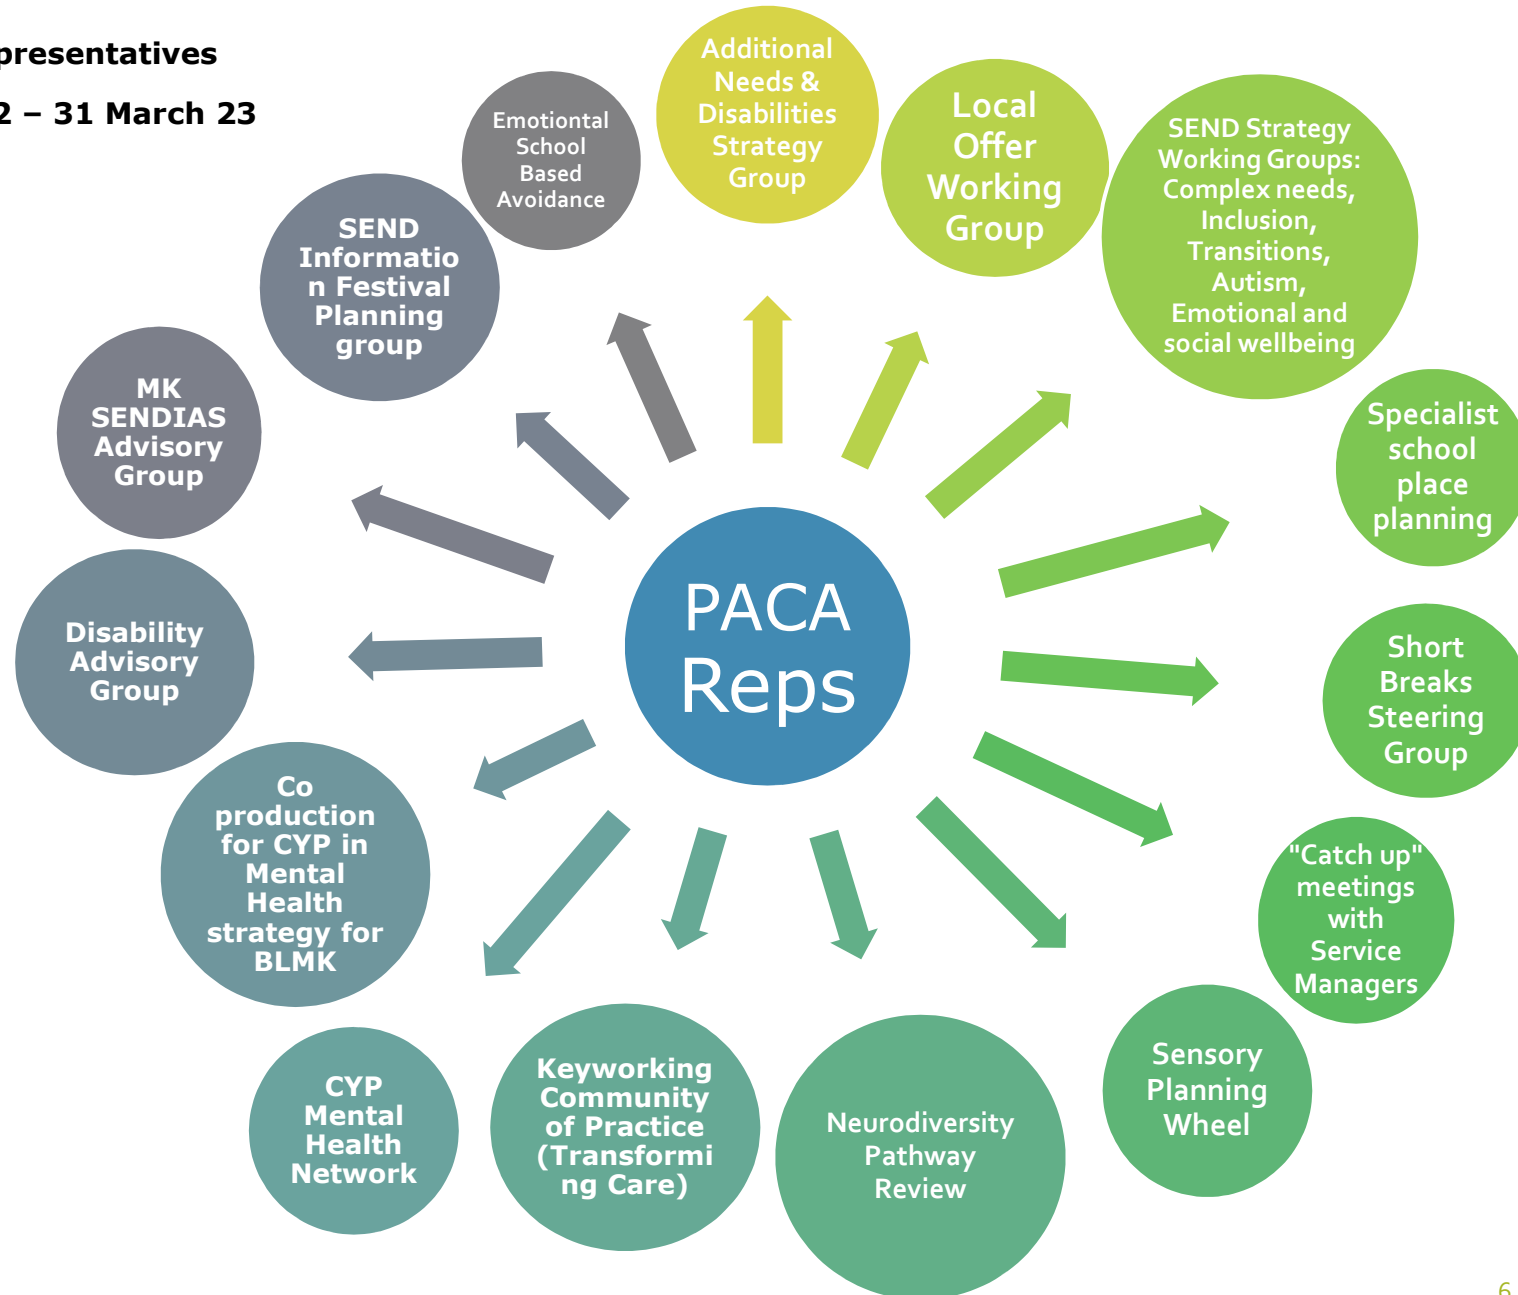 presentatives
2 – 31 March 23
Additional
Needs &
Disabilities
Strategy
Group
Local
Offer
Working
Group
SEND Strategy
Working Groups:
Complex needs,
Inclusion,
Transitions,
Autism,
Emotional and
social wellbeing
Specialist
school
place
planning
Short
Breaks
Steering
Group
"Catch up"
meetings
with
Service
Managers
Sensory
Planning
Wheel
Neurodiversity
Pathway
Review
Keyworking
Community
of Practice
(Transformi
ng Care)
CYP
Mental
Health
Network
Co
production
for CYP in
Mental
Health
strategy for
BLMK
Disability
Advisory
Group
MK
SENDIAS
Advisory
Group
SEND
Informatio
n Festival
Planning
group
Emotiontal
School
Based
Avoidance
PACA
Reps
6